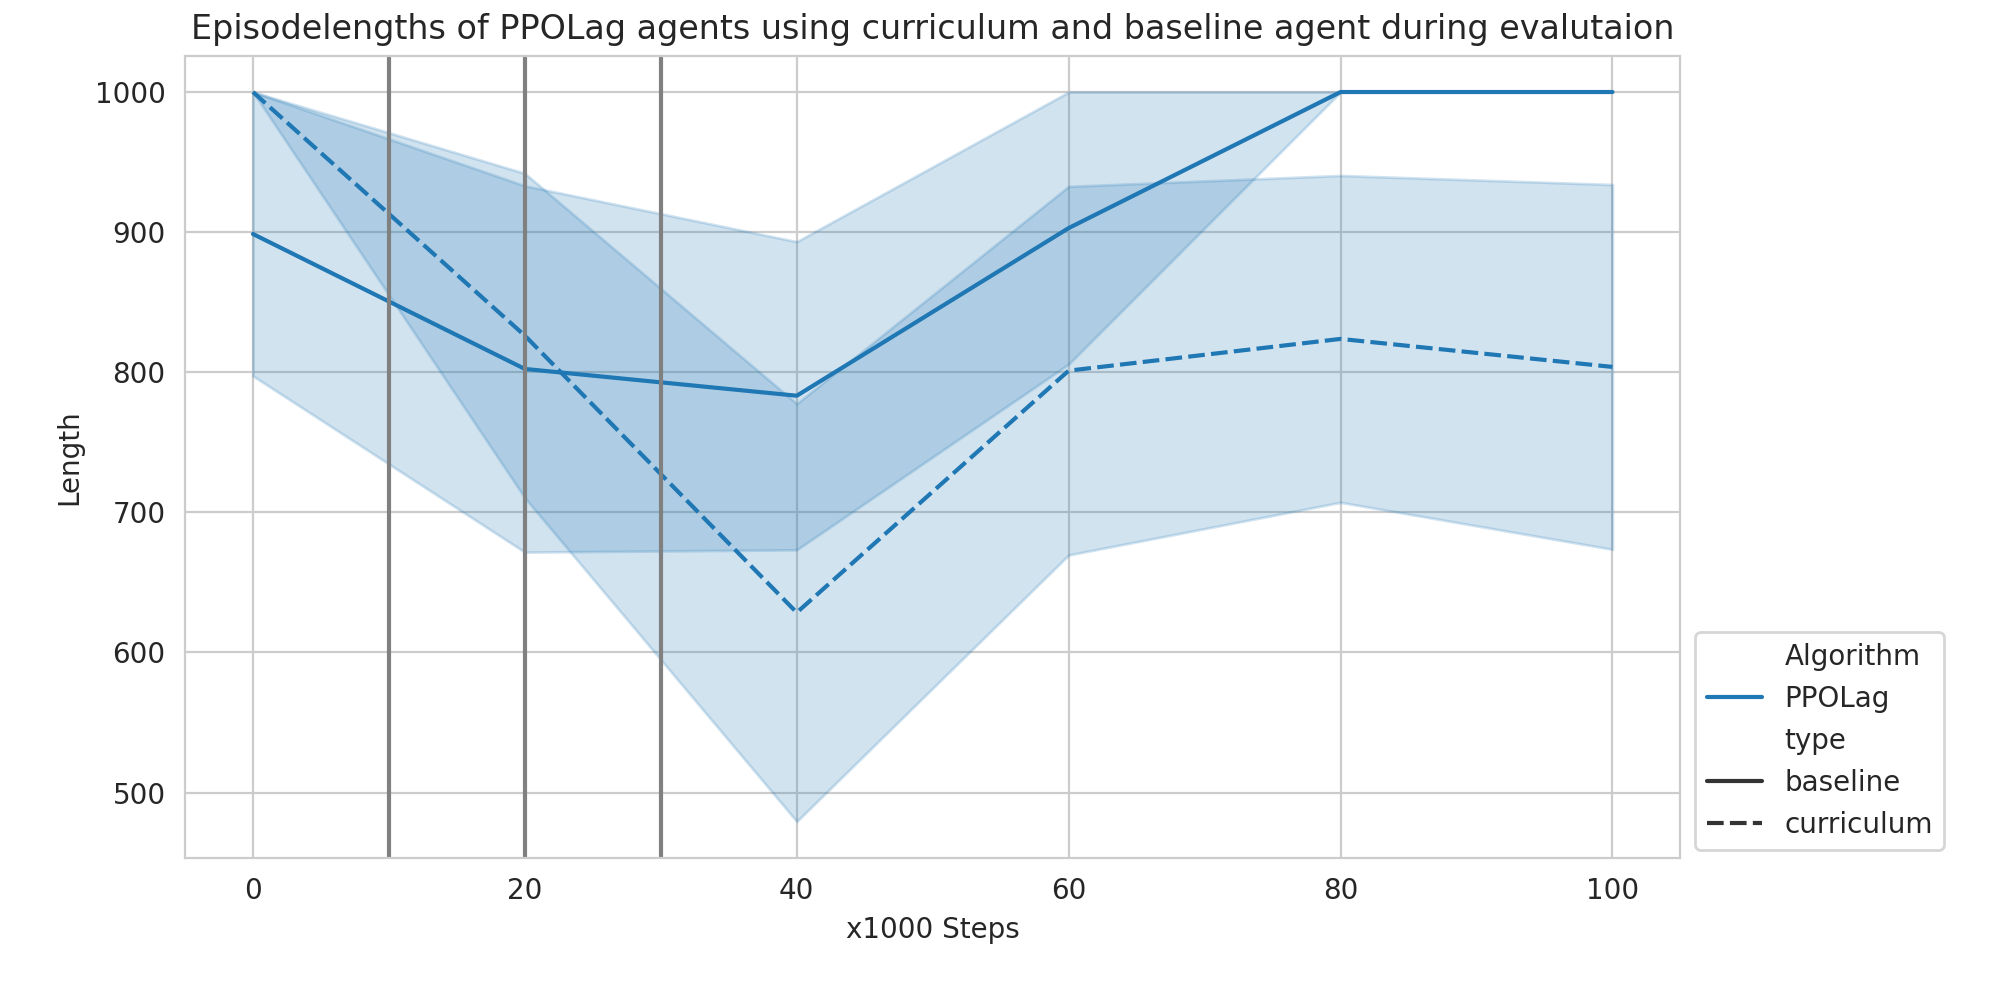 Episodelengths of PPOLag agents using curriculum and baseline agent during evalutaion
1000
900
800
700
600
500
Length
0 20 40 60 80 100
x1000 Steps
Algorithm
PPOLag
type
baseline
curriculum